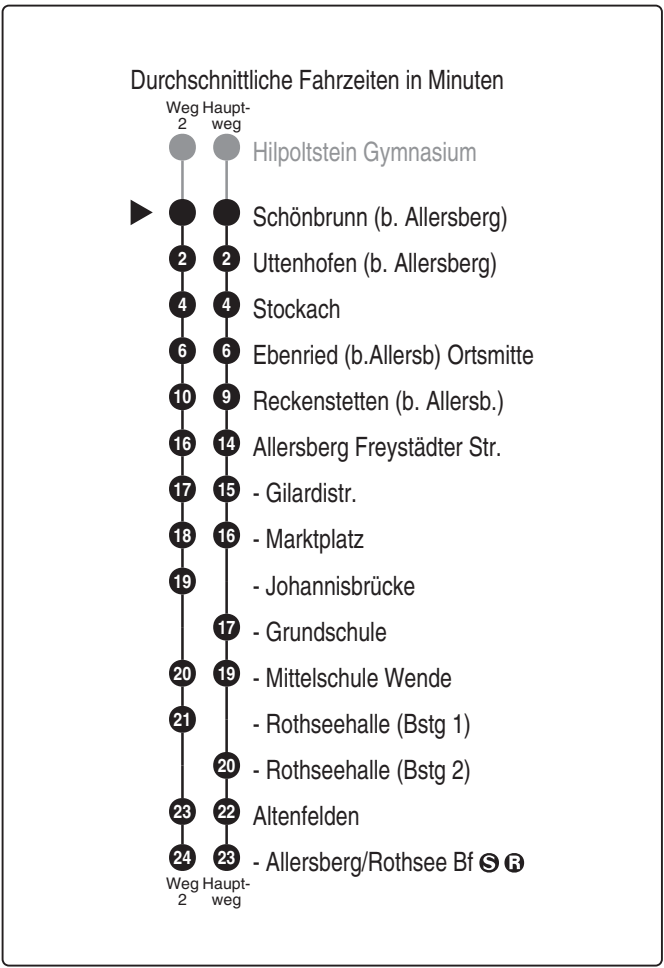 Durchschnittliche Fahrzeiten in Minuten
Weg Haupt-
2 weg
Hilpoltstein Gymnasium
Schönbrunn (b. Allersberg)
2 2 Uttenhofen (b. Allersberg)
4 4 Stockach
6 6 Ebenried (b.Allersb) Ortsmitte
10 9 Reckenstetten (b. Allersb.)
16 14 Allersberg Freystädter Str.
17 15 - Gilardistr.
18 16 - Marktplatz
19 - Johannisbrücke
17 - Grundschule
20 19 - Mittelschule Wende
21 - Rothseehalle (Bstg 1)
20 - Rothseehalle (Bstg 2)
23 22 Altenfelden
24 23 - Allersberg/Rothsee Bf S R
Weg Haupt-
2 weg